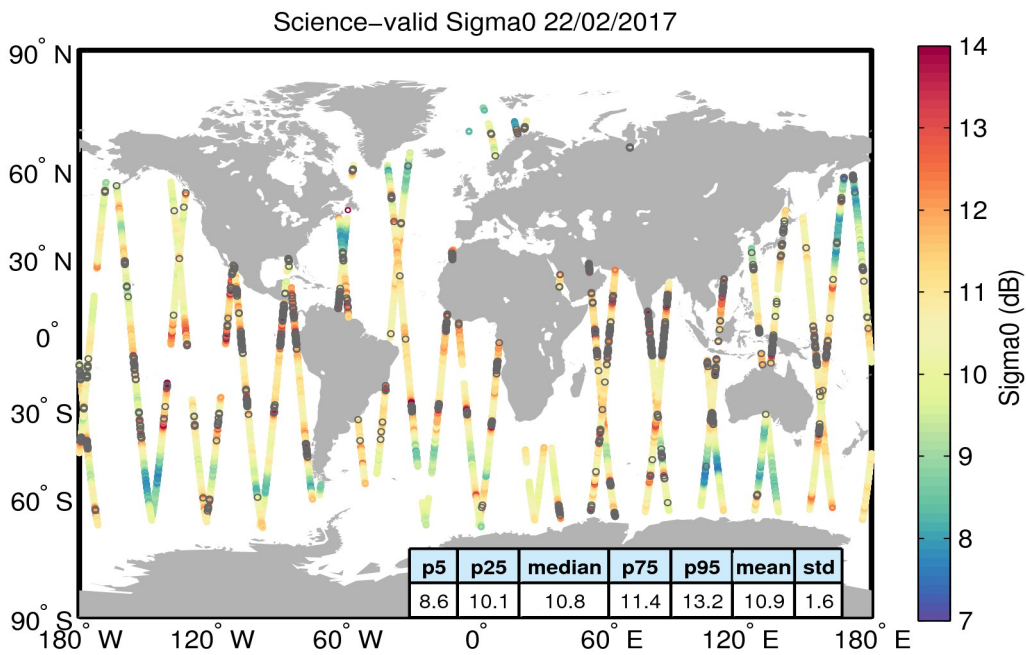 Science−valid Sigma0 22/02/2017
90° N
60° N
30° N
0°
30° S
60° S
90° S
180° W
120° W
60° W
0°
60° E
120° E
180° E
14
13
12
11
10
9
8
7
Sigma0 (dB)
p5 p25 median p75 p95 mean std
8.6 10.1 10.8 11.4 13.2 10.9 1.6